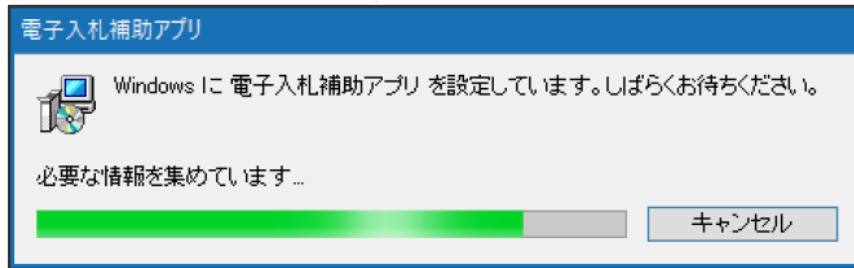 電子入札補助アプリ
Windows に 電子入札補助アプリ を設定しています。しばらくお待ちください。
必要な情報を集めています...
キャンセル